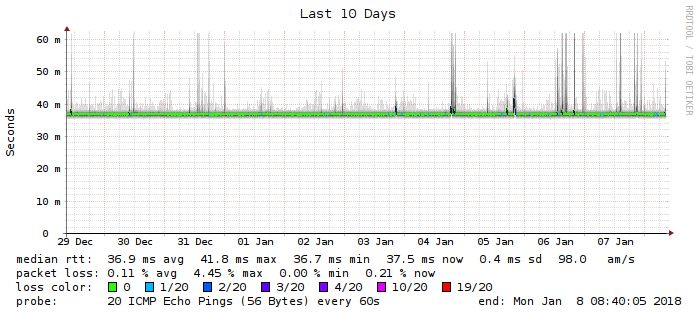 Last 10 Days
RRDTOOL / TOBI OETIKER
Seconds
60 m
50 m
40 m
30 m
20 m
10 m
0
29 Dec 30 Dec 31 Dec 01 Jan 02 Jan 03 Jan 04 Jan 05 Jan 06 Jan 07 Jan
median rtt: 36.9 ms avg 41.8 ms max 36.7 ms min 37.5 ms now 0.4 ms sd 98.0 am/s
packet loss: 0.11 % avg 4.45 % max 0.00 % min 0.21 % now
loss color: 0 1/20 2/20 3/20 4/20 10/20 19/20
probe: 20 ICMP Echo Pings (56 Bytes) every 60s end: Mon Jan 8 08:40:05 2018